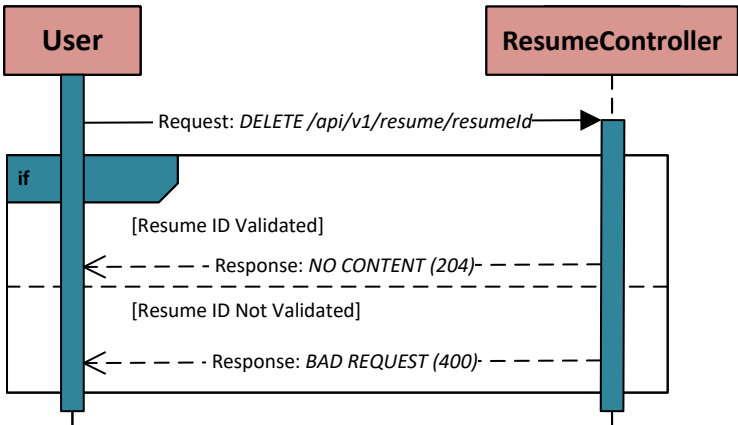 User
ResumeController
Request: DELETE /api/v1/resume/resumeId
if
[Resume ID Validated]
Response: NO CONTENT (204)
[Resume ID Not Validated]
Response: BAD REQUEST (400)